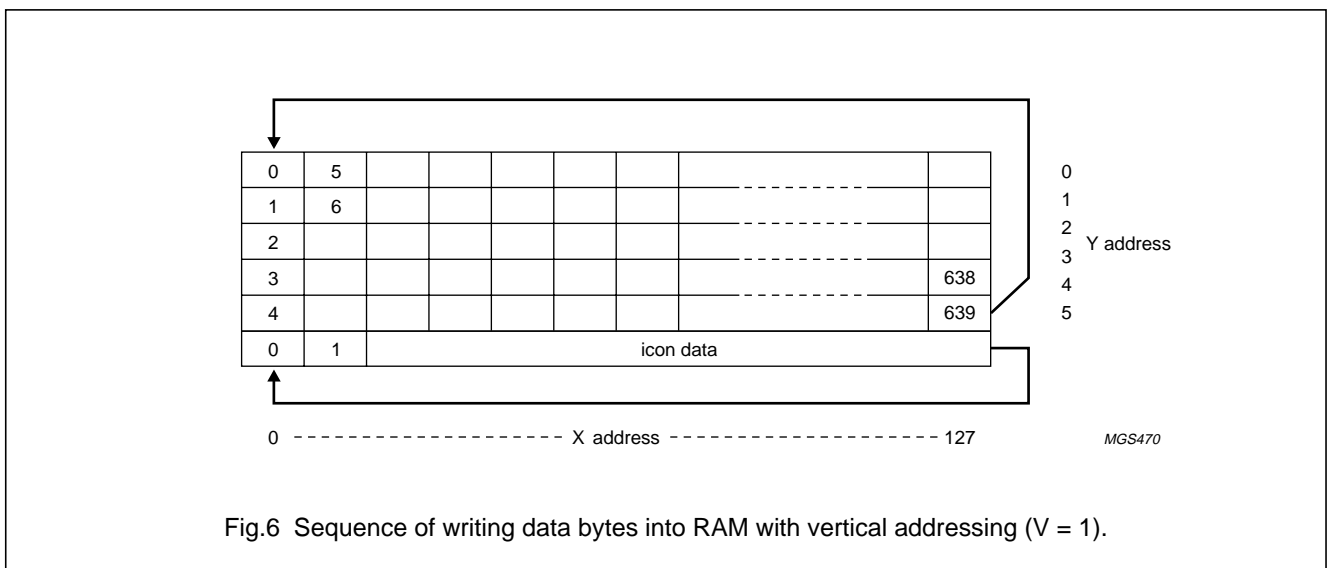 0 5
1 6
2
3 638
4 639
0 1 icon data
0
1
2
3
4
5
Y address
0 X address 127
MGS470
Fig.6 Sequence of writing data bytes into RAM with vertical addressing (V = 1).